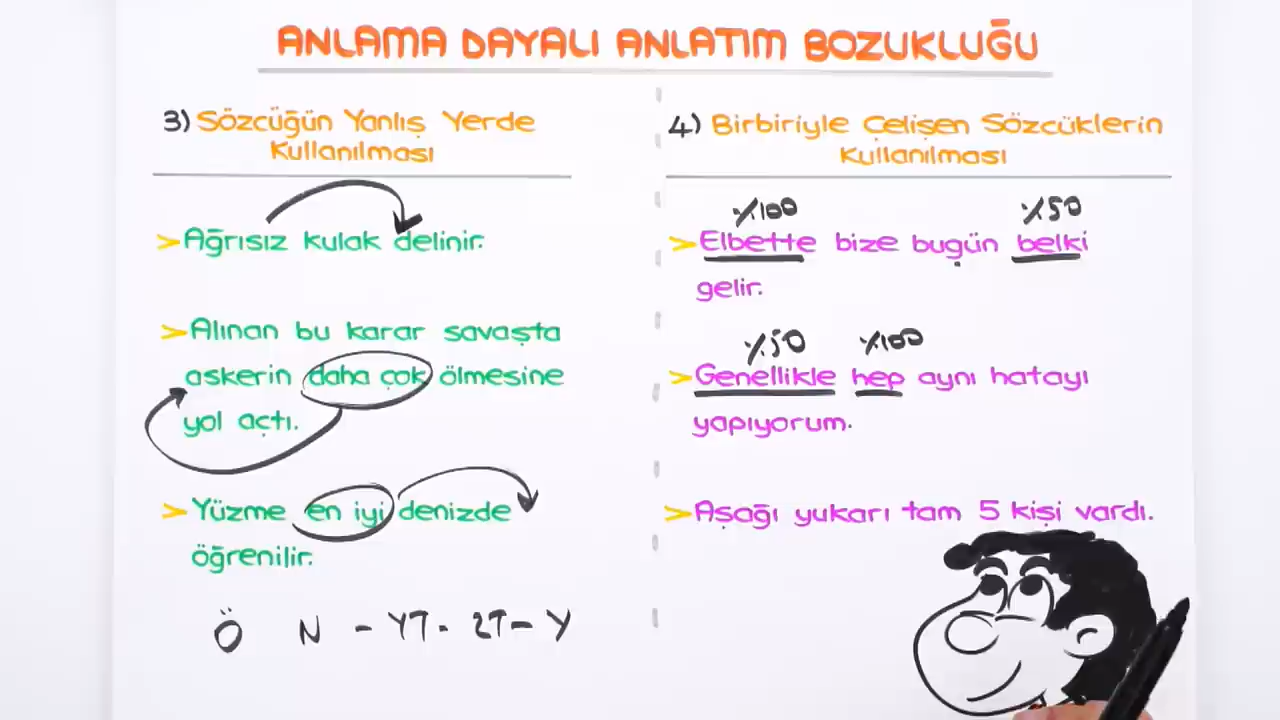 ANLAMA DAYALI ANLATIM BOZUKLUĞU
3) Sözcüğün Yanlış Yerde
Kullanılması
> Ağrısız kulak delinir.
> Alınan bu karar savaşta
askerin daha çok ölmesine
yol açtı.
> Yüzme en iyi denizde
öğrenilir.
Ö N - YT - ZT - Y
4) Birbiriyle Çelişen Sözcüklerin
Kullanılması
%100 %50
> Elbette bize bugün belki
gelir.
%50 %100
> Genellikle hep aynı hatayı
yapıyorum.
> Aşağı yukarı tam 5 kişi vardı.